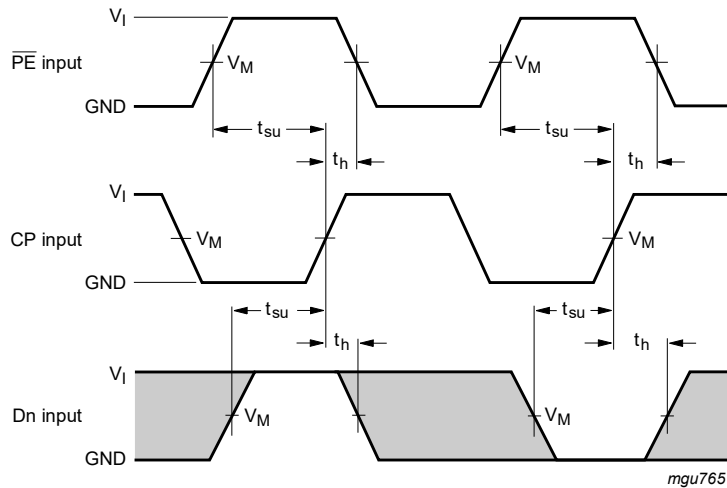 V_I
P̅E̅ input
V_M
GND
t_su
t_su
t_h
t_h
V_I
CP input
V_M
V_M
GND
t_su
t_su
t_h
t_h
V_I
Dn input
V_M
V_M
GND
V_M
mgu765